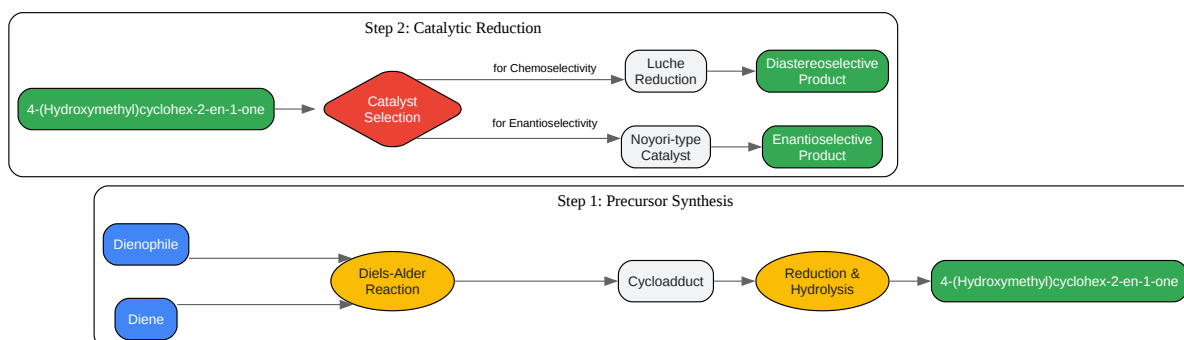 Step 2: Catalytic Reduction
4-(Hydroxymethyl)cyclohex-2-en-1-one
Catalyst
Selection
for Chemoselectivity
Luche
Reduction
Diastereoselective
Product
for Enantioselectivity
Noyori-type
Catalyst
Enantioselective
Product
Step 1: Precursor Synthesis
Dienophile
Diene
Diels-Alder
Reaction
Cycloadduct
Reduction &
Hydrolysis
4-(Hydroxymethyl)cyclohex-2-en-1-one